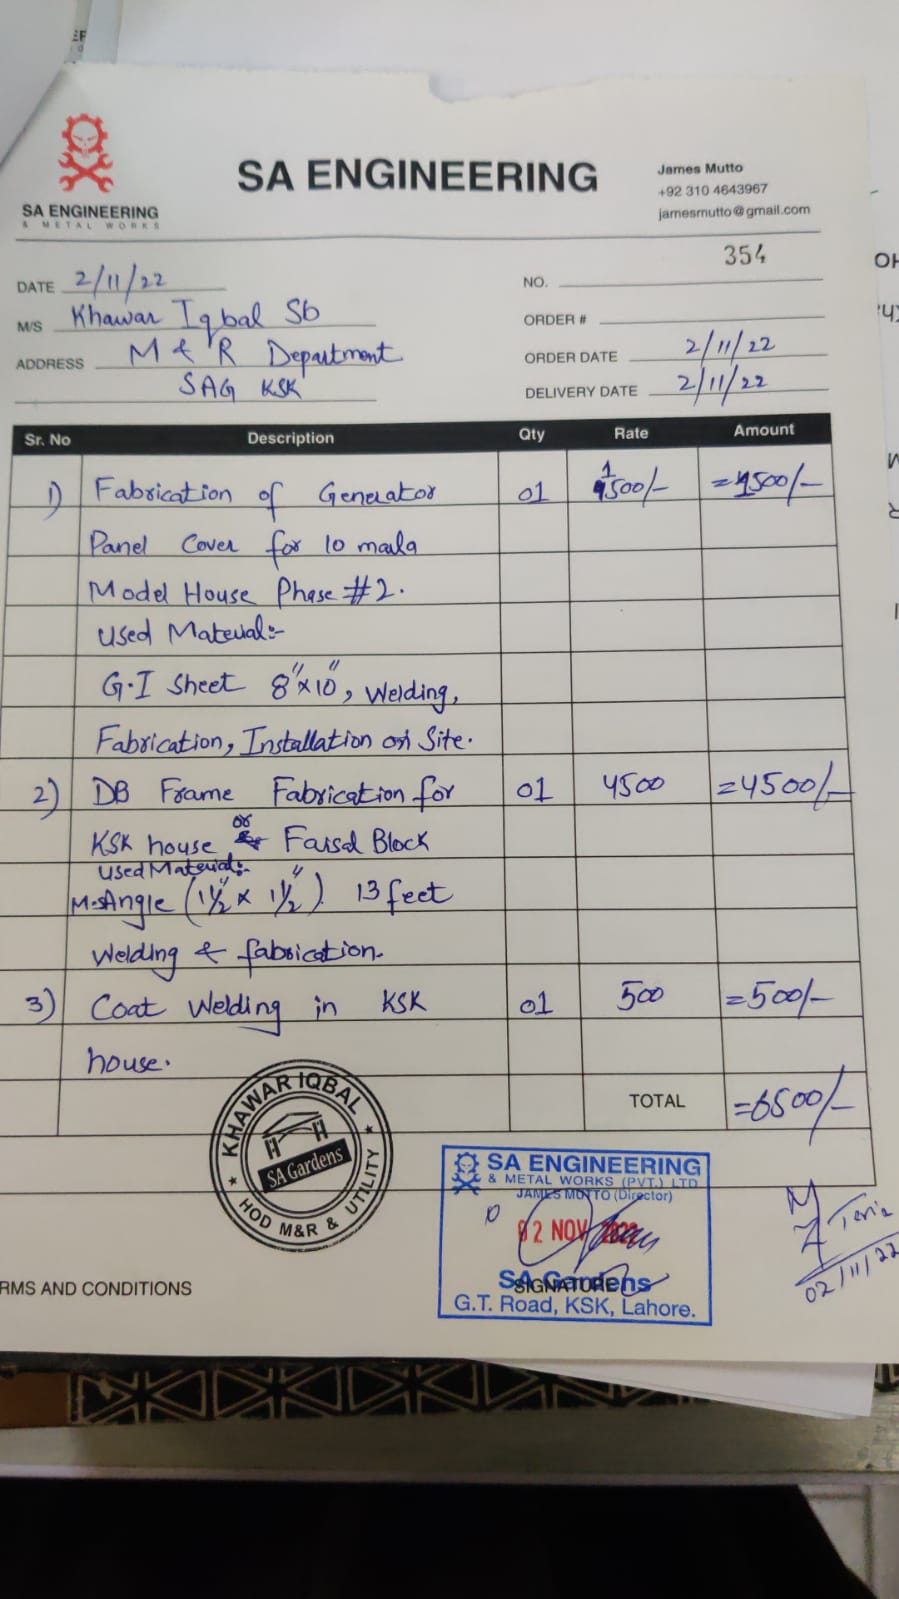 SA ENGINEERING
& METAL WORKS
SA ENGINEERING
James Mutto
+92 310 4643967
jamesmutto@gmail.com
354
DATE 2/11/22
NO.
M/S Khawar Iqbal Sb
ORDER #
ADDRESS M & R Department
SAG KSK
ORDER DATE 2/11/22
DELIVERY DATE 2/11/22
Sr. No Description Qty Rate Amount
1) Fabrication of Generator 01 1500/- =1500/-
Panel Cover for 10 marla
Model House Phase #2.
Used Material:-
G.I Sheet 8"x10", Welding,
Fabrication, Installation on Site.
2) DB Frame Fabrication for 01 4500 =4500/-
KSK house or Faisal Block
Used Material:-
M.s Angle (1½" x 1½") 13 feet
Welding & fabrication.
3) Coat Welding in KSK 01 500 =500/-
house.
TOTAL =6500/-
KHAWAR IQBAL
SA Gardens
HOD M&R & UTILITY
SA ENGINEERING
& METAL WORKS (PVT.) LTD
JAMES MUTTO (Director)
02 NOV 2022
SA Gardens
SIGNATURE
G.T. Road, KSK, Lahore.
02/11/22
RMS AND CONDITIONS